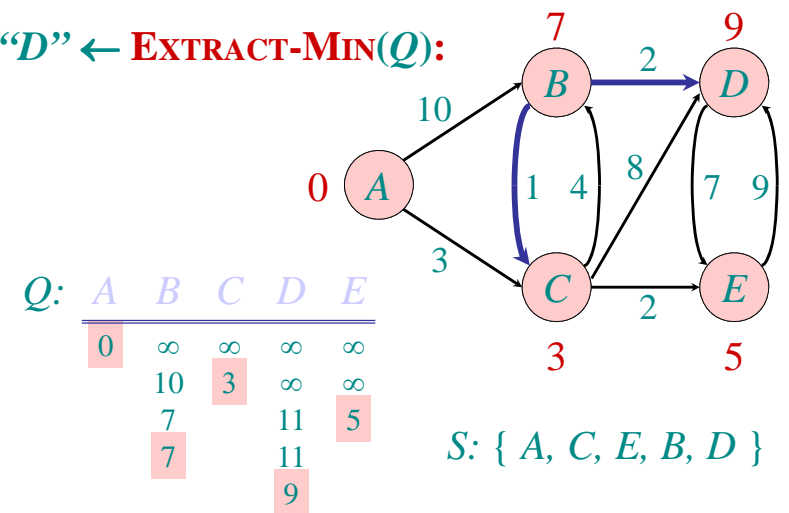 “D” ← EXTRACT-MIN(Q):
7 9
B 2 D
10
0 A 1 4 8 7 9
3
Q: A B C D E
C 2 E
0 ∞ ∞ ∞ ∞
3 5
10 3 ∞ ∞
7 11 5
7 11
S: { A, C, E, B, D }
9